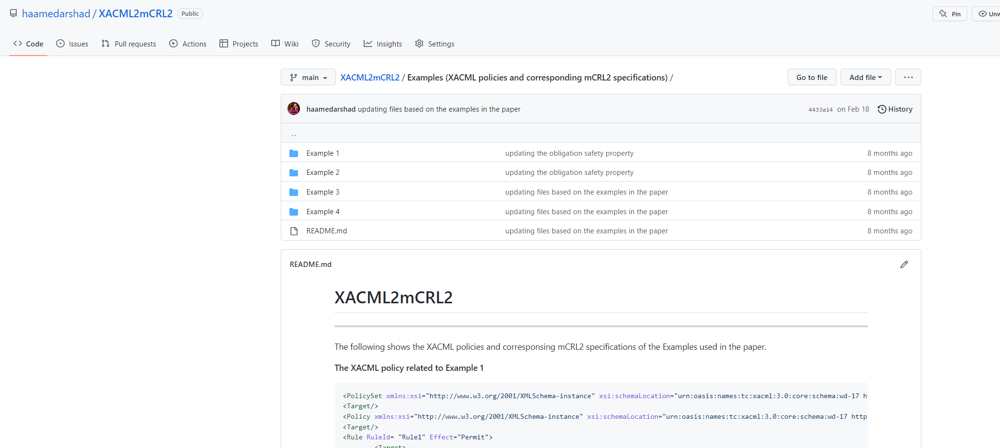 haamedarshad / XACML2mCRL2 Public
Pin
Code Issues Pull requests Actions Projects Wiki Security Insights Settings
main XACML2mCRL2 / Examples (XACML policies and corresponding mCRL2 specifications) / Go to file Add file ...
haamedarshad updating files based on the examples in the paper 4433a14 on Feb 18 History
..
Example 1 updating the obligation safety property 8 months ago
Example 2 updating the obligation safety property 8 months ago
Example 3 updating files based on the examples in the paper 8 months ago
Example 4 updating files based on the examples in the paper 8 months ago
README.md updating files based on the examples in the paper 8 months ago
README.md
XACML2mCRL2
The following shows the XACML policies and corresponsing mCRL2 specifications of the Examples used in the paper.
The XACML policy related to Example 1
<PolicySet xmlns:xsi="http://www.w3.org/2001/XMLSchema-instance" xsi:schemaLocation="urn:oasis:names:tc:xacml:3.0:core:schema:wd-17
<Target/>
<Policy xmlns:xsi="http://www.w3.org/2001/XMLSchema-instance" xsi:schemaLocation="urn:oasis:names:tc:xacml:3.0:core:schema:wd-17 http
<Target/>
<Rule RuleId= "Rule1" Effect="Permit">
<Target>